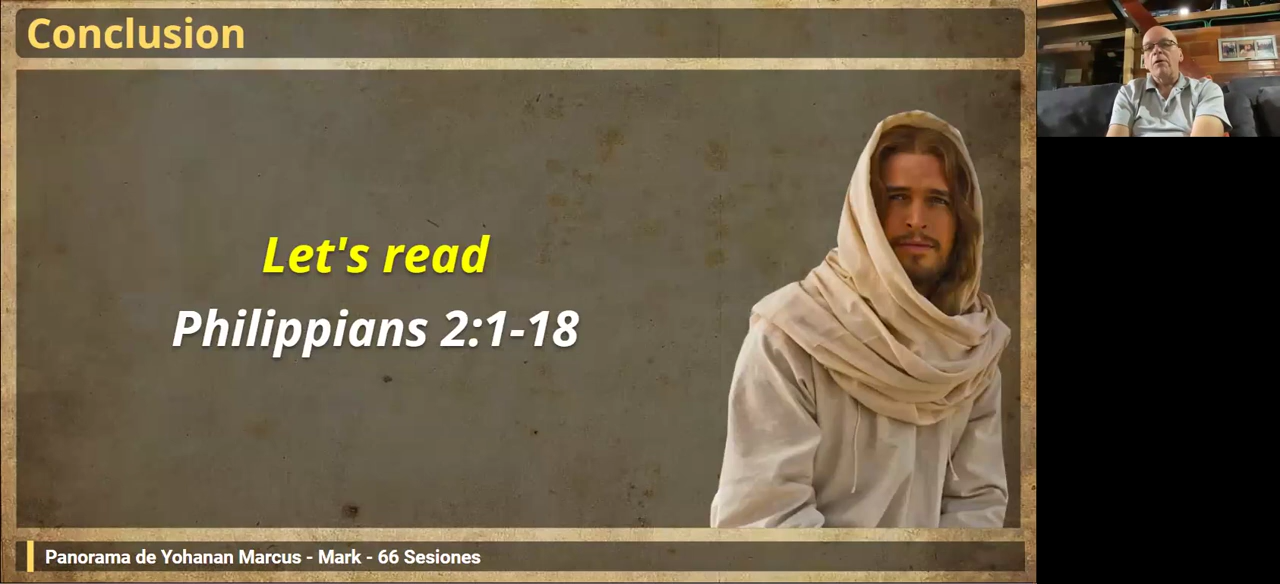 Conclusion
Let's read
Philippians 2:1-18
Panorama de Yohanan Marcus - Mark - 66 Sesiones